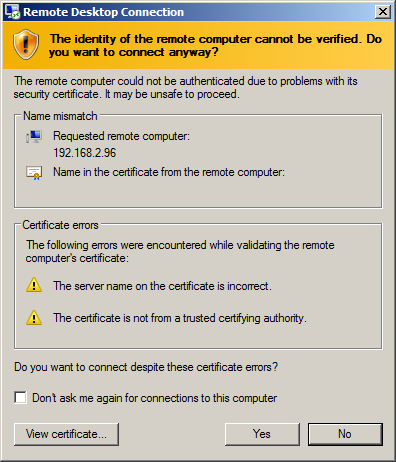 Remote Desktop Connection
The identity of the remote computer cannot be verified. Do
you want to connect anyway?
The remote computer could not be authenticated due to problems with its
security certificate. It may be unsafe to proceed.
Name mismatch
Requested remote computer:
192.168.2.96
Name in the certificate from the remote computer:
Certificate errors
The following errors were encountered while validating the remote
computer's certificate:
The server name on the certificate is incorrect.
The certificate is not from a trusted certifying authority.
Do you want to connect despite these certificate errors?
Don't ask me again for connections to this computer
View certificate... Yes No